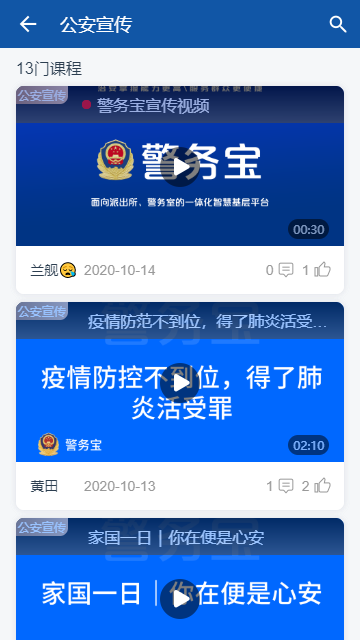 公安宣传
13门课程
公安宣传
警务宝宣传视频
警务宝
面向派出所、警务室的一体化智慧基层平台
00:30
兰舰😪 2020-10-14 0 1
公安宣传
疫情防范不到位，得了肺炎活受...
疫情防控不到位，得了肺
炎活受罪
警务宝
02:10
黄田 2020-10-13 1 2
公安宣传
家国一日｜你在便是心安
家国一日｜你在便是心安